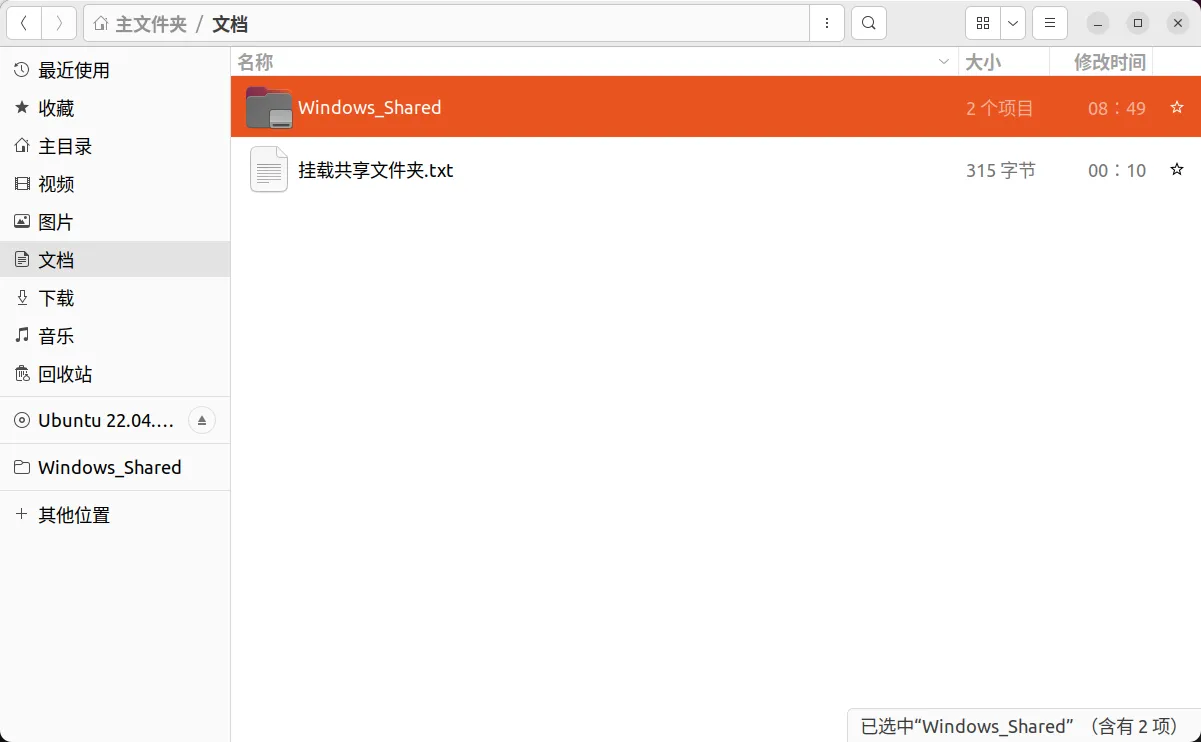 主文件夹 / 文档
最近使用
收藏
主目录
视频
图片
文档
下载
音乐
回收站
Ubuntu 22.04....
Windows_Shared
其他位置
名称 大小 修改时间
Windows_Shared 2 个项目 08：49
挂载共享文件夹.txt 315 字节 00：10
已选中“Windows_Shared” （含有 2 项）